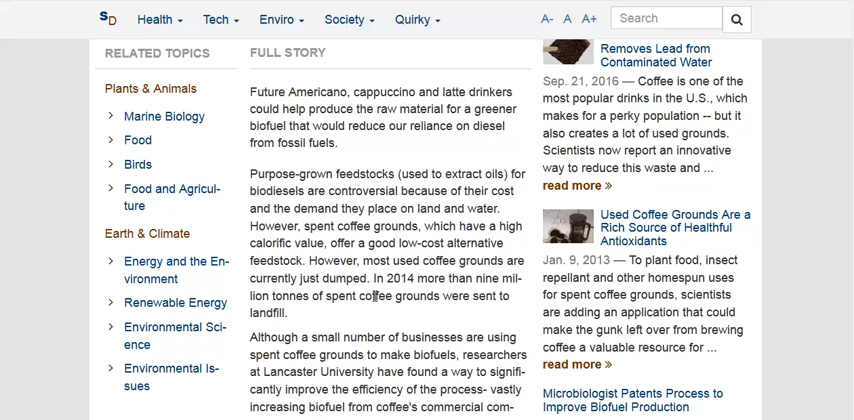 SD Health Tech Enviro Society Quirky A- A A+ Search
RELATED TOPICS
Plants & Animals
Marine Biology
Food
Birds
Food and Agricul-
ture
Earth & Climate
Energy and the En-
vironment
Renewable Energy
Environmental Sci-
ence
Environmental Is-
sues
FULL STORY
Future Americano, cappuccino and latte drinkers
could help produce the raw material for a greener
biofuel that would reduce our reliance on diesel
from fossil fuels.
Purpose-grown feedstocks (used to extract oils) for
biodiesels are controversial because of their cost
and the demand they place on land and water.
However, spent coffee grounds, which have a high
calorific value, offer a good low-cost alternative
feedstock. However, most used coffee grounds are
currently just dumped. In 2014 more than nine mil-
lion tonnes of spent coffee grounds were sent to
landfill.
Although a small number of businesses are using
spent coffee grounds to make biofuels, researchers
at Lancaster University have found a way to signifi-
cantly improve the efficiency of the process- vastly
increasing biofuel from coffee's commercial com-
Removes Lead from
Contaminated Water
Sep. 21, 2016 — Coffee is one of the
most popular drinks in the U.S., which
makes for a perky population -- but it
also creates a lot of used grounds.
Scientists now report an innovative
way to reduce this waste and ...
read more »
Used Coffee Grounds Are a
Rich Source of Healthful
Antioxidants
Jan. 9, 2013 — To plant food, insect
repellant and other homespun uses
for spent coffee grounds, scientists
are adding an application that could
make the gunk left over from brewing
coffee a valuable resource for ...
read more »
Microbiologist Patents Process to
Improve Biofuel Production